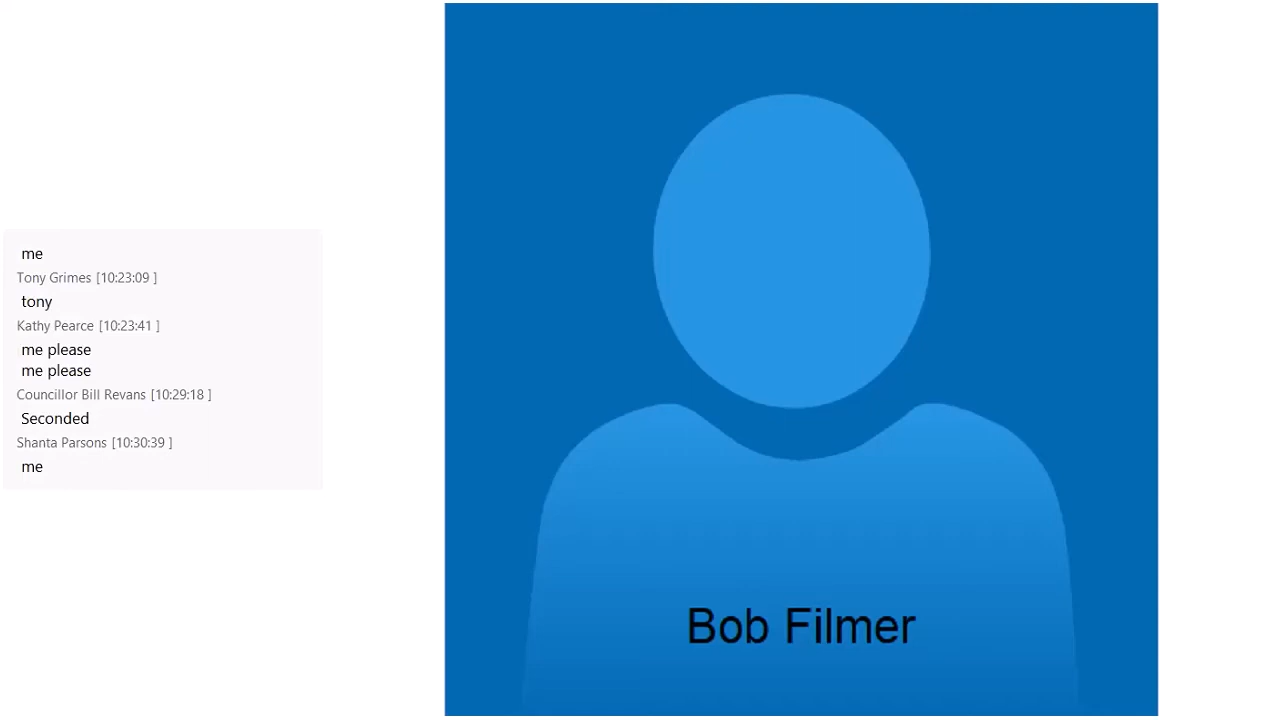 me
Tony Grimes [10:23:09 ]
tony
Kathy Pearce [10:23:41 ]
me please
me please
Councillor Bill Revans [10:29:18 ]
Seconded
Shanta Parsons [10:30:39 ]
me
Bob Filmer